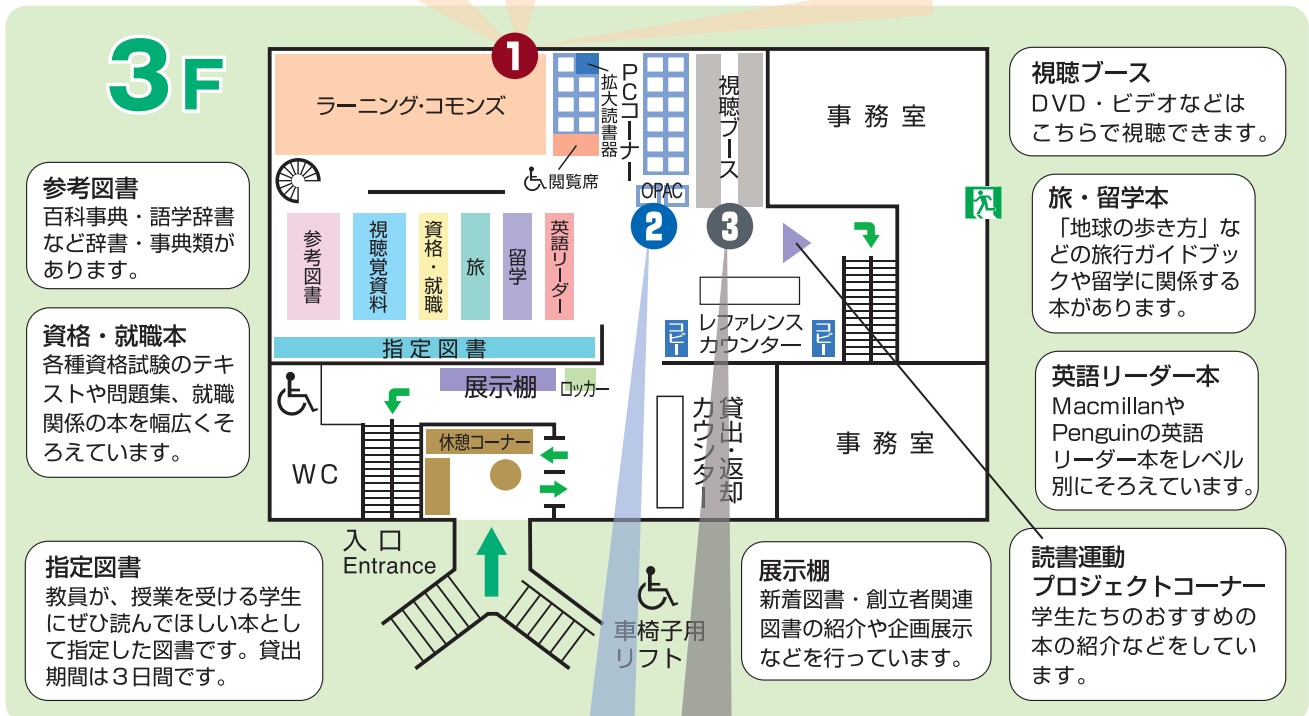 3F
参考図書
百科事典・語学辞書
など辞書・事典類が
あります。
資格・就職本
各種資格試験のテキ
ストや問題集、就職
関係の本を幅広くそ
ろえています。
指定図書
教員が、授業を受ける学生
にぜひ読んでほしい本とし
て指定した図書です。貸出
期間は3日間です。
1
ラーニング・コモンズ
拡大読書器
PCコーナー
視聴ブース
事務室
閲覧席
OPAC
2
3
参考図書
視聴覚資料
資格・就職
旅
留学
英語リーダー
指定図書
コピー
レファレンス
カウンター
コピー
展示棚
ロッカー
休憩コーナー
WC
貸出・返却
カウンター
事務室
入口
Entrance
車椅子用
リフト
視聴ブース
DVD・ビデオなどは
こちらで視聴できます。
旅・留学本
「地球の歩き方」な
どの旅行ガイドブッ
クや留学に関係する
本があります。
英語リーダー本
Macmillanや
Penguinの英語
リーダー本をレベル
別にそろえています。
展示棚
新着図書・創立者関連
図書の紹介や企画展示
などを行っています。
読書運動
プロジェクトコーナー
学生たちのおすすめの
本の紹介などをしてい
ます。